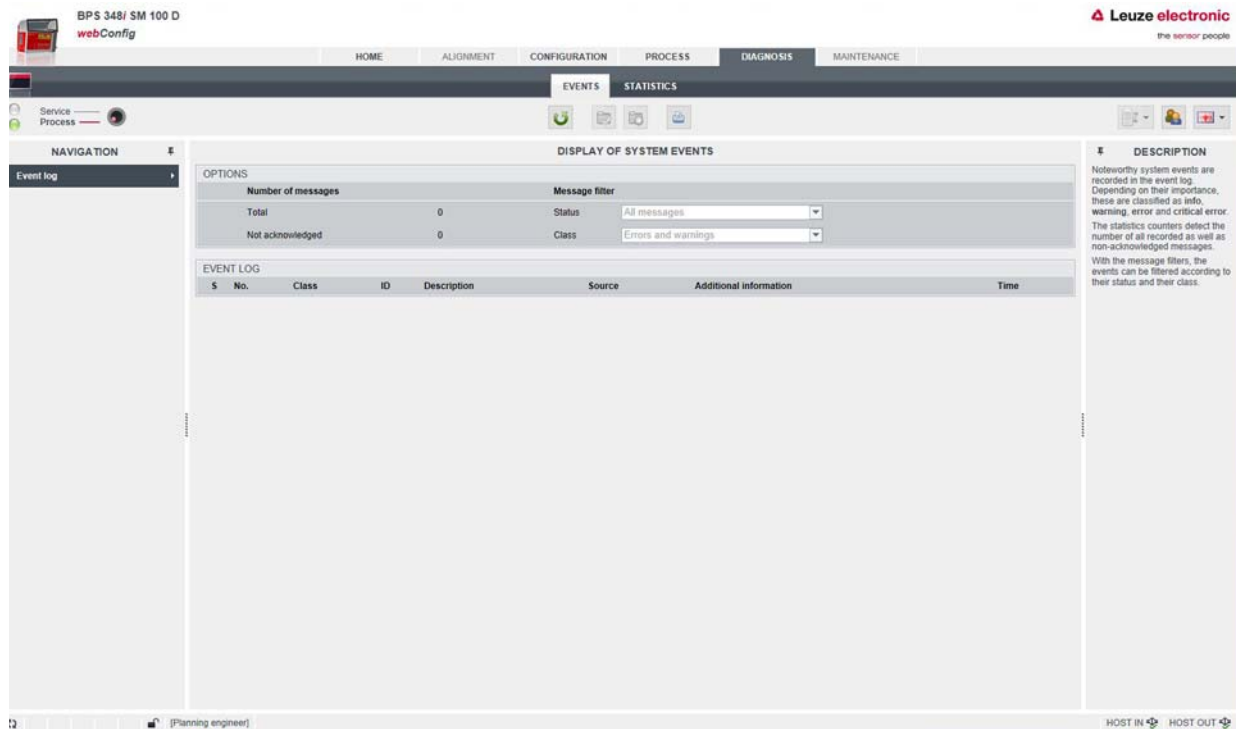 BPS 348i SM 100 D
webConfig
Leuze electronic
the sensor people
HOME ALIGNMENT CONFIGURATION PROCESS DIAGNOSIS MAINTENANCE
EVENTS STATISTICS
Service
Process
NAVIGATION
Event log
DISPLAY OF SYSTEM EVENTS
OPTIONS
Number of messages Message filter
Total 0 Status All messages
Not acknowledged 0 Class Errors and warnings
EVENT LOG
S No. Class ID Description Source Additional information Time
DESCRIPTION
Noteworthy system events are
recorded in the event log.
Depending on their importance,
these are classified as info,
warning, error and critical error.
The statistics counters detect the
number of all recorded as well as
non-acknowledged messages.
With the message filters, the
events can be filtered according to
their status and their class.
[Planning engineer]
HOST IN HOST OUT